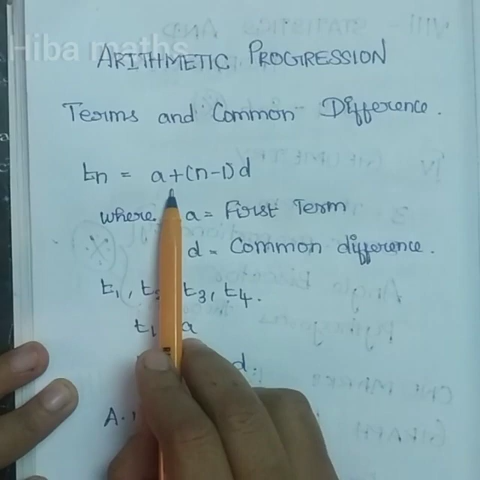 Hiba maths
ARITHMETIC PROGRESSION
Terms and Common Difference.
tn = a+(n-1)d
where a = First Term
d = Common difference.
t1, t2, t3, t4.
t1 a
d.
A.